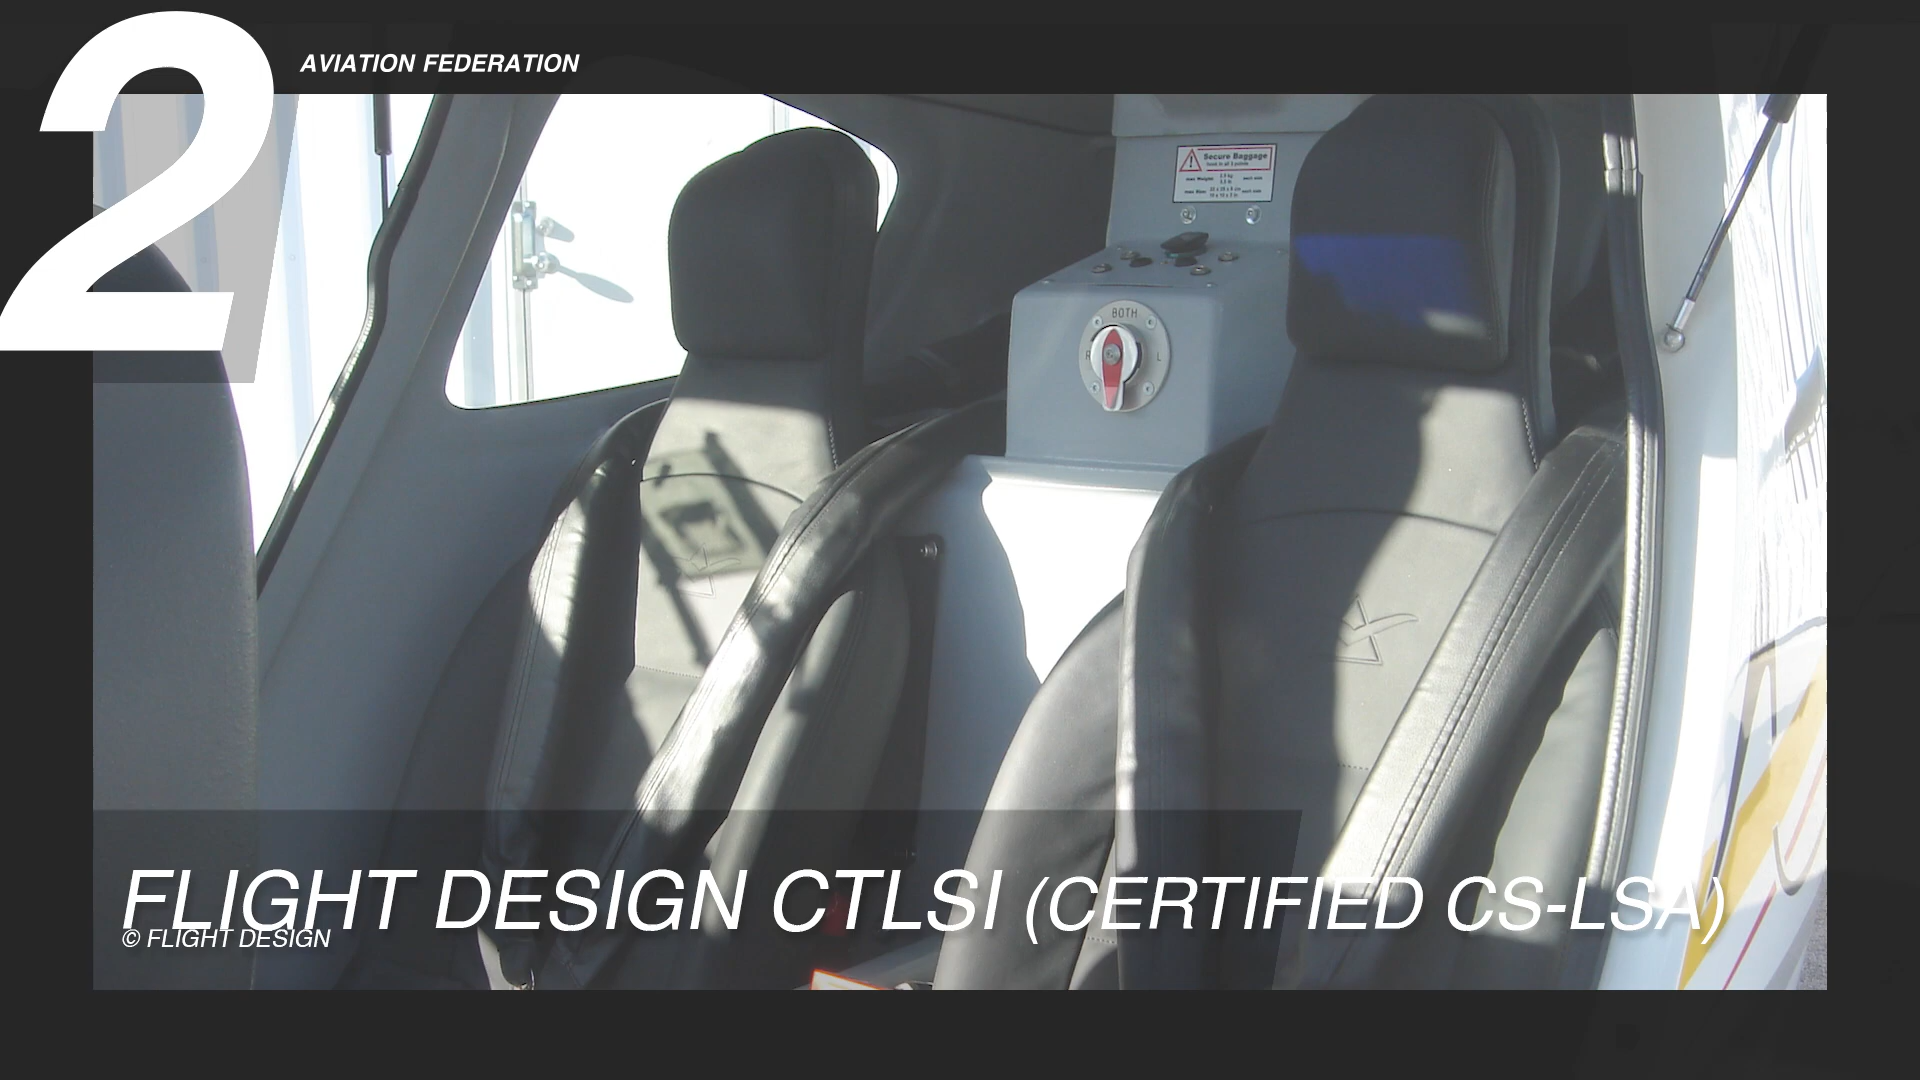 2
AVIATION FEDERATION
Secure Baggage
BOTH
R
L
FLIGHT DESIGN CTLSI (CERTIFIED CS-LSA)
© FLIGHT DESIGN